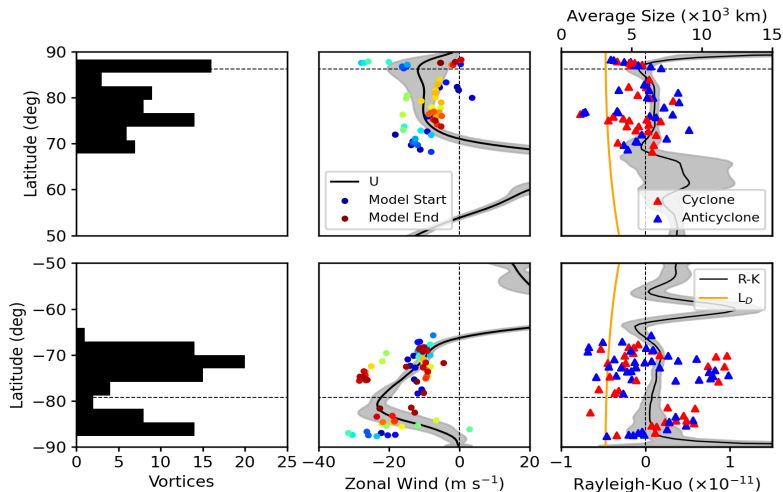 Average Size (×10³ km)
0 5 10 15
90
80
70
60
50
Latitude (deg)
U
Model Start
Model End
Cyclone
Anticyclone
−50
−60
−70
−80
−90
Latitude (deg)
R-K
L_D
0 5 10 15 20 25
Vortices
−40 −20 0 20
Zonal Wind (m s⁻¹)
−1 0 1
Rayleigh-Kuo (×10⁻¹¹)